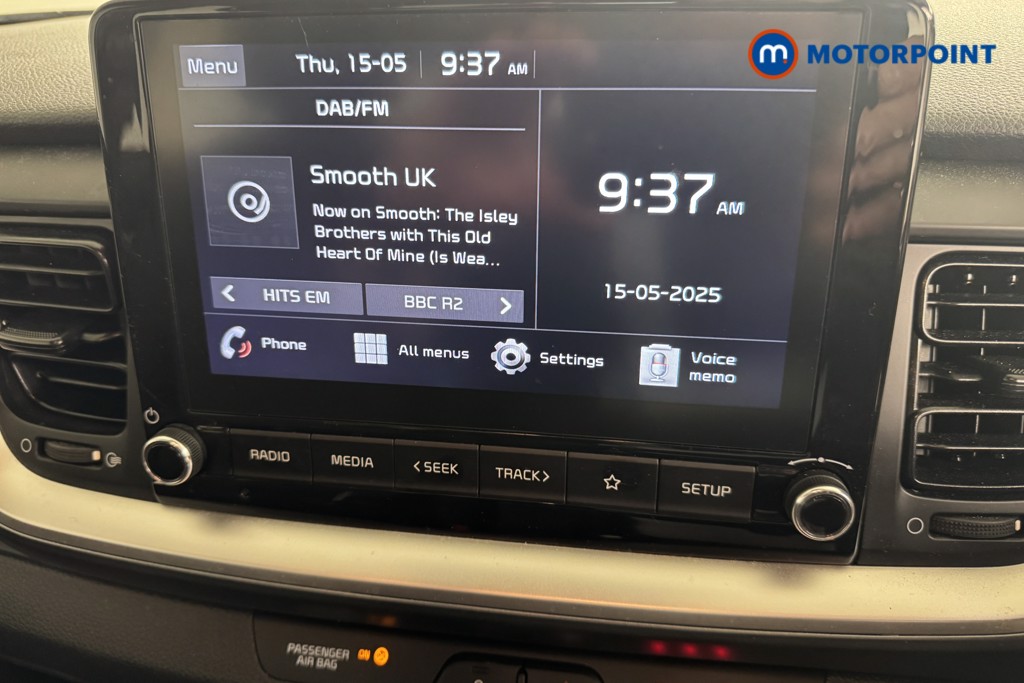 MOTORPOINT
Menu
Thu, 15-05
9:37 AM
DAB/FM
Smooth UK
Now on Smooth: The Isley
Brothers with This Old
Heart Of Mine (Is Wea...
HITS EM
BBC R2
9:37 AM
15-05-2025
Phone
All menus
Settings
Voice
memo
RADIO
MEDIA
<SEEK
TRACK>
SETUP
PASSENGER
AIR BAG
ON